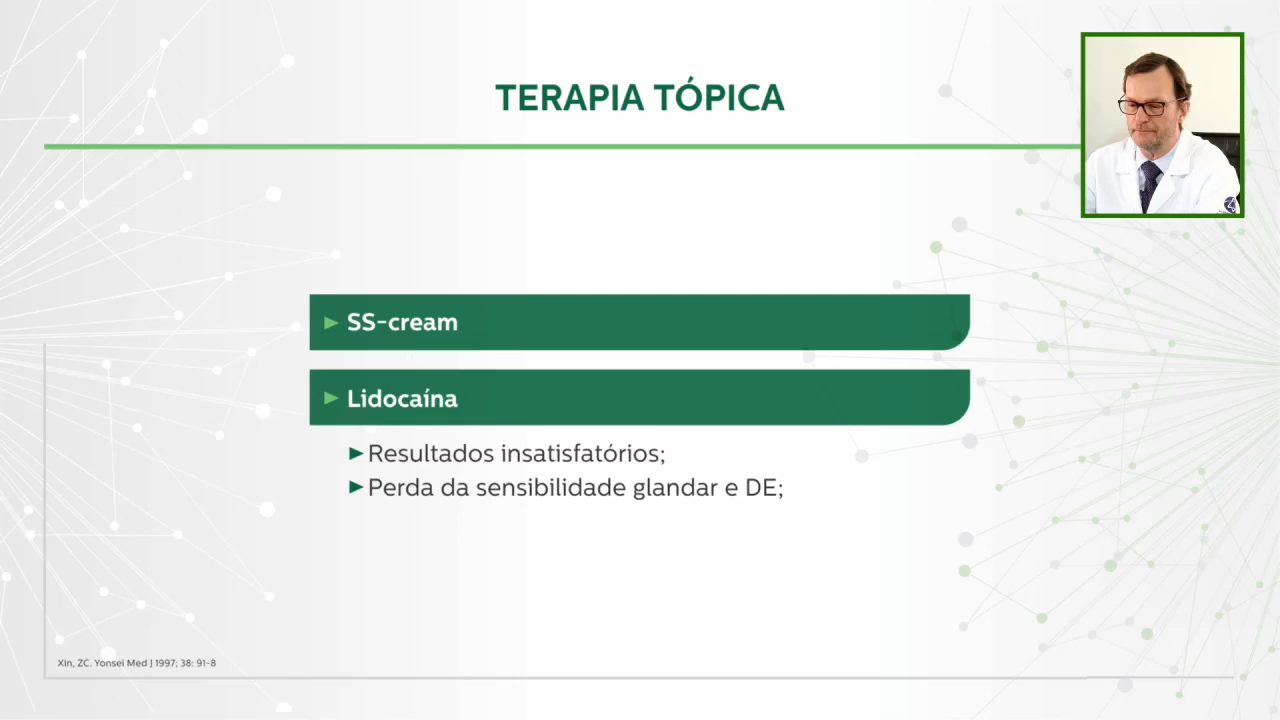 TERAPIA TÓPICA
SS-cream
Lidocaína
Resultados insatisfatórios;
Perda da sensibilidade glandar e DE;
Xin, ZC. Yonsei Med J 1997; 38: 91-8